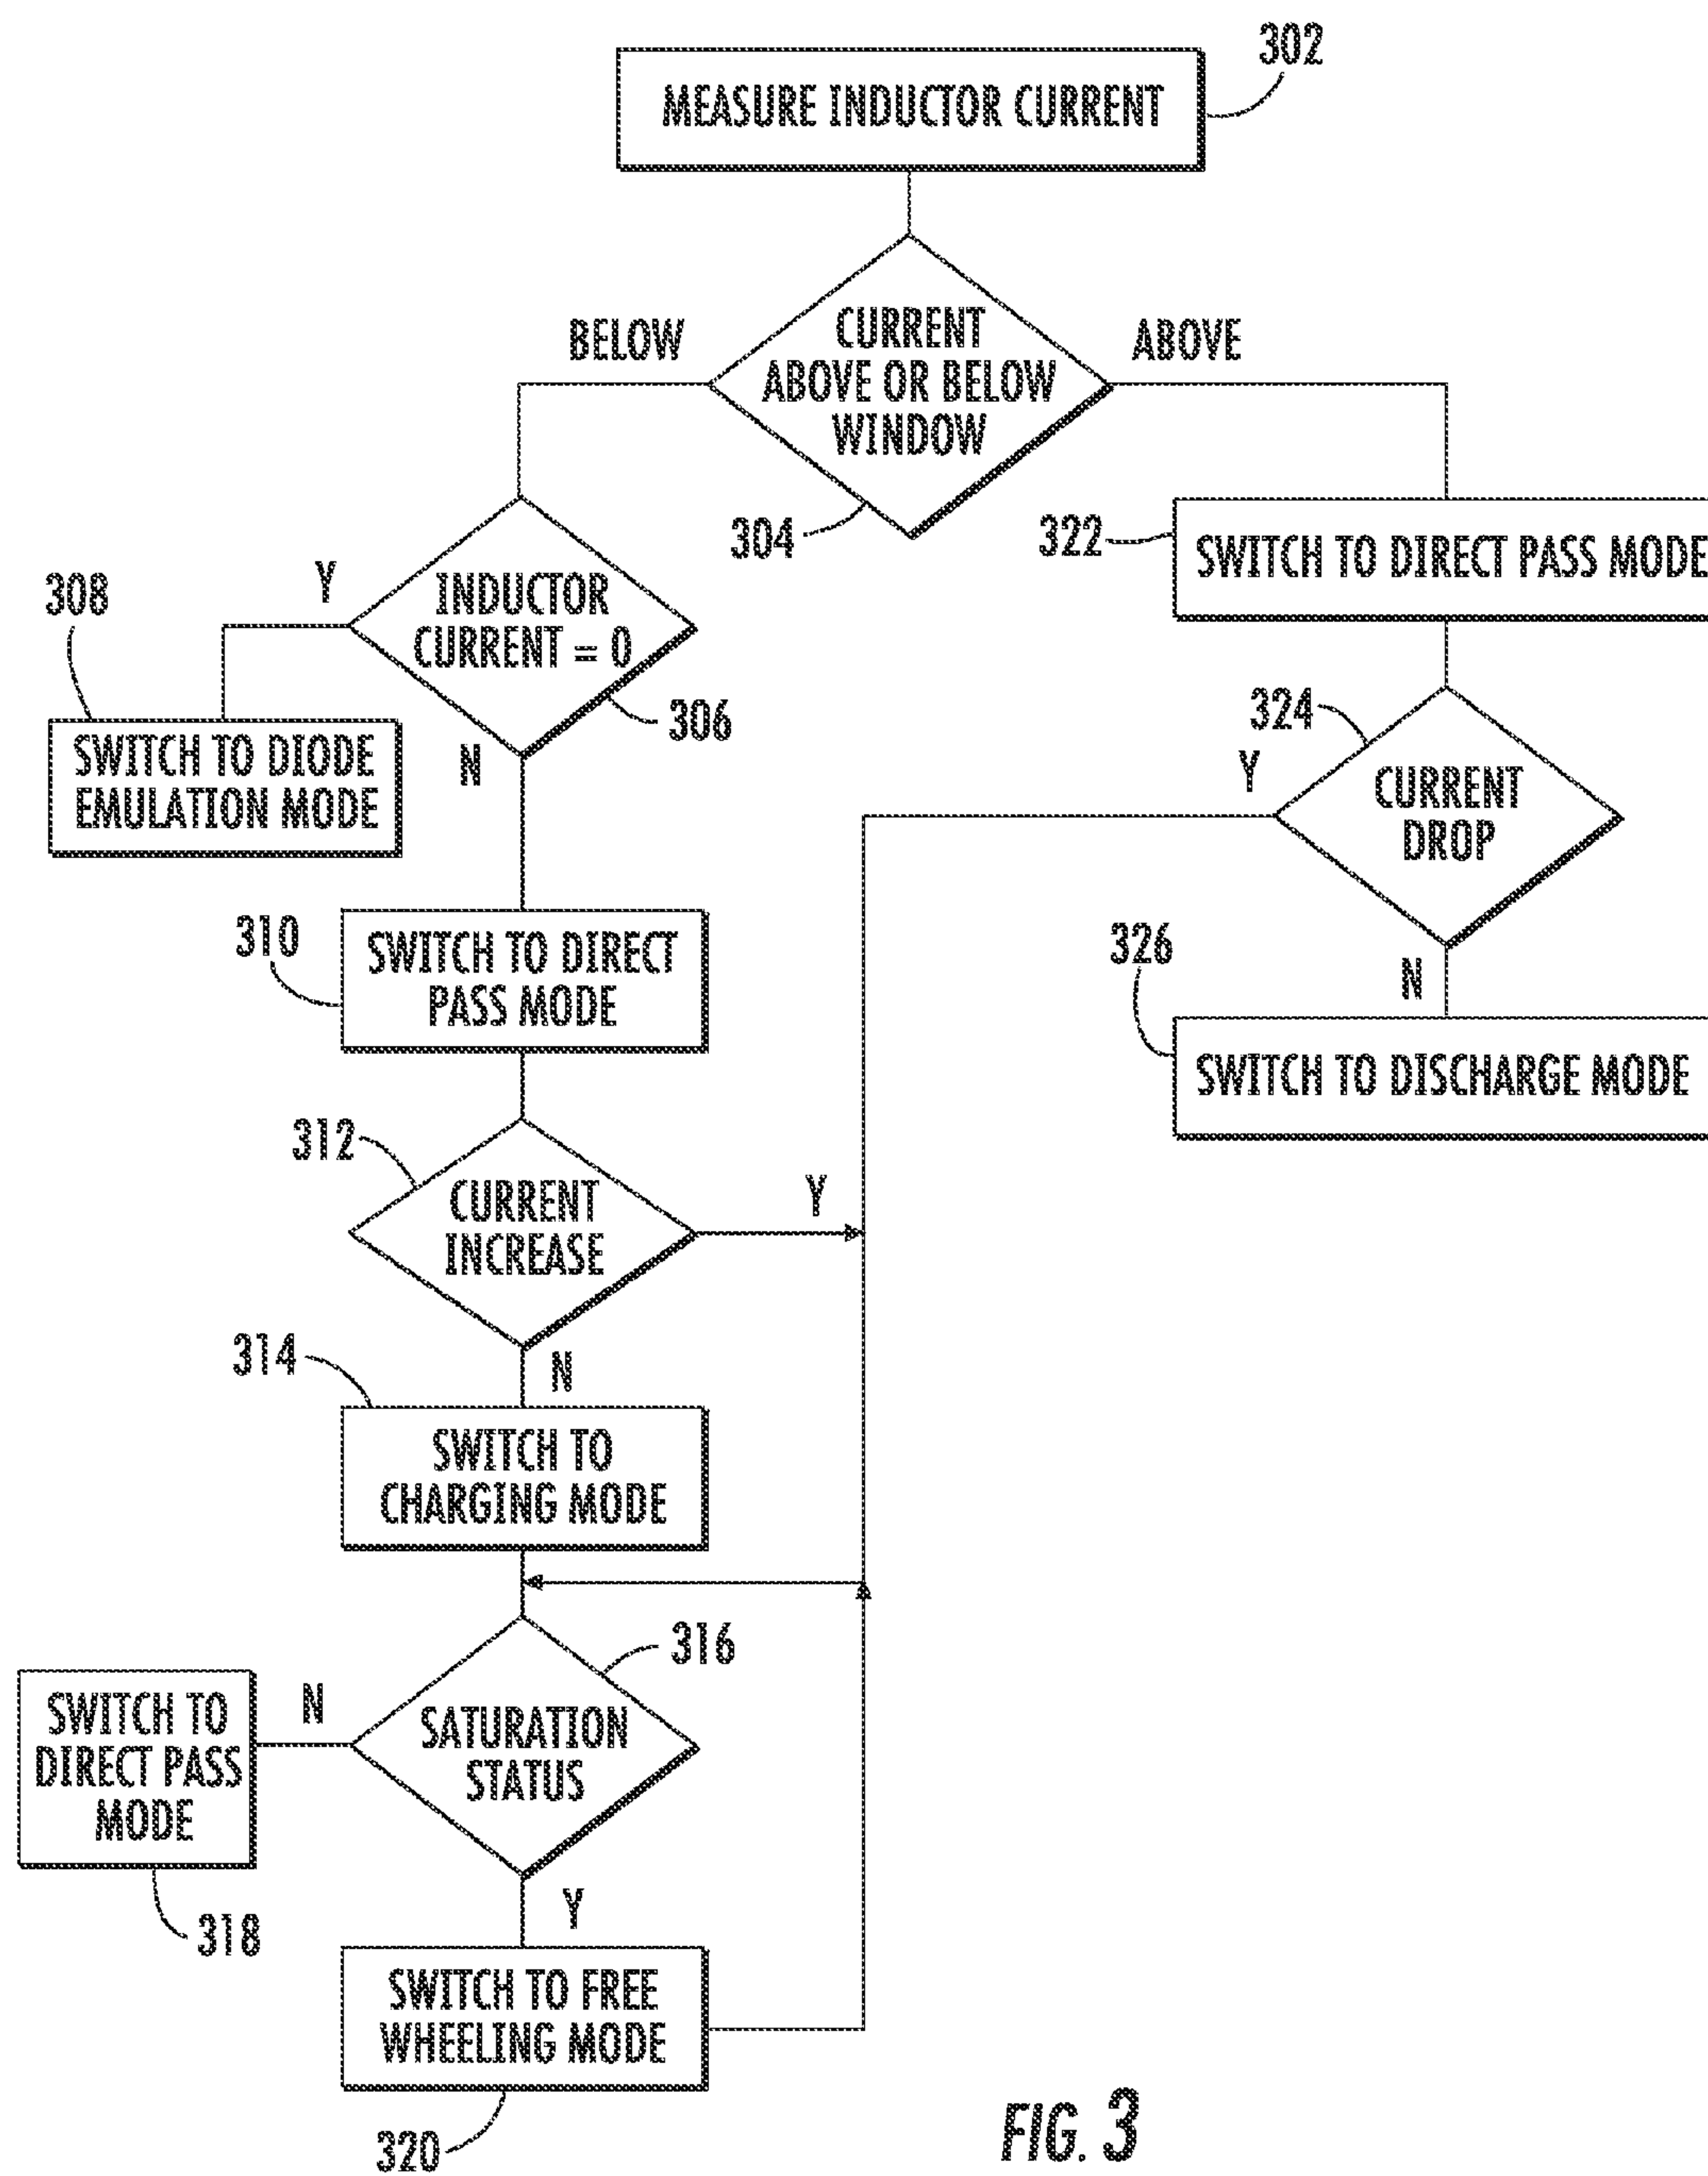 302
MEASURE INDUCTOR CURRENT
BELOW
CURRENT
ABOVE OR BELOW
WINDOW
ABOVE
304
322
SWITCH TO DIRECT PASS MODE
308
Y
INDUCTOR
CURRENT = 0
306
N
SWITCH TO DIODE
EMULATION MODE
324
Y
CURRENT
DROP
N
326
SWITCH TO DISCHARGE MODE
310
SWITCH TO DIRECT
PASS MODE
312
CURRENT
INCREASE
Y
N
314
SWITCH TO
CHARGING MODE
316
SATURATION
STATUS
N
SWITCH TO
DIRECT PASS
MODE
318
Y
SWITCH TO FREE
WHEELING MODE
320
FIG. 3